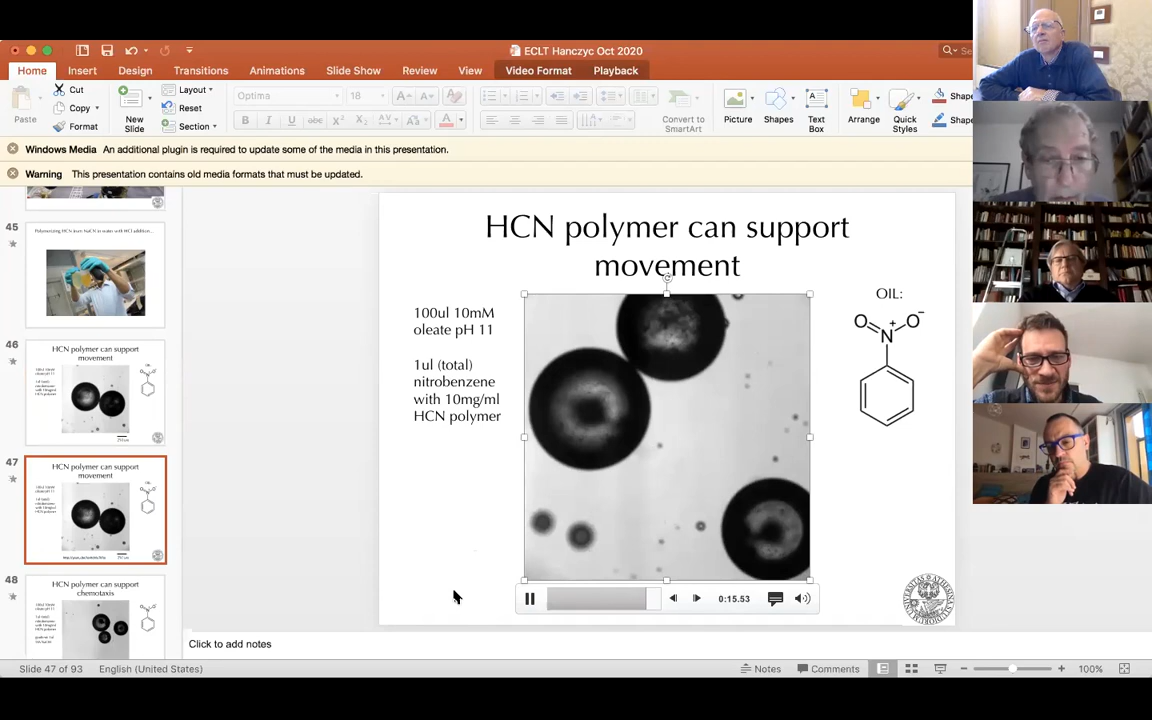 ECLT Hanczyc Oct 2020
Home Insert Design Transitions Animations Slide Show Review View Video Format Playback
Paste
Cut
Copy
Format
New Slide
Layout
Reset
Section
Optima 18
B I U abc X² X₂ AV Aa A
Convert to SmartArt
Picture
Shapes
Text Box
Arrange
Quick Styles
Windows Media An additional plugin is required to update some of the media in this presentation.
Warning This presentation contains old media formats that must be updated.
45
46
HCN polymer can support
movement
47
HCN polymer can support
movement
48
HCN polymer can support
chemotaxis
HCN polymer can support
movement
100ul 10mM
oleate pH 11
1ul (total)
nitrobenzene
with 10mg/ml
HCN polymer
OIL:
O N + O −
0:15.53
Click to add notes
Slide 47 of 93 English (United States) Notes Comments 100%